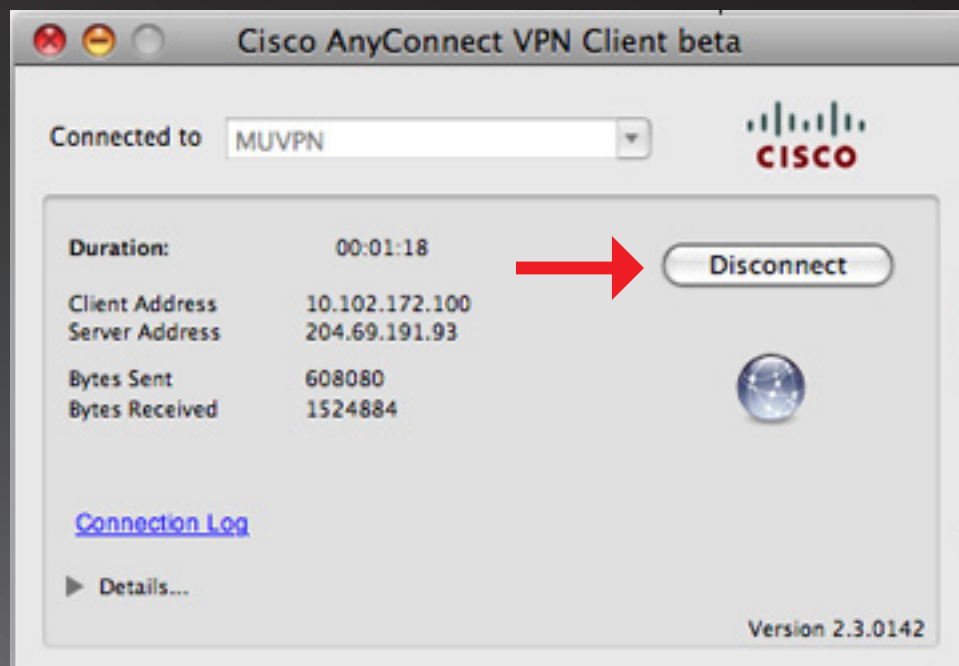 Cisco AnyConnect VPN Client beta
Connected to MUVPN
CISCO
Duration: 00:01:18
Disconnect
Client Address 10.102.172.100
Server Address 204.69.191.93
Bytes Sent 608080
Bytes Received 1524884
Connection Log
Details...
Version 2.3.0142